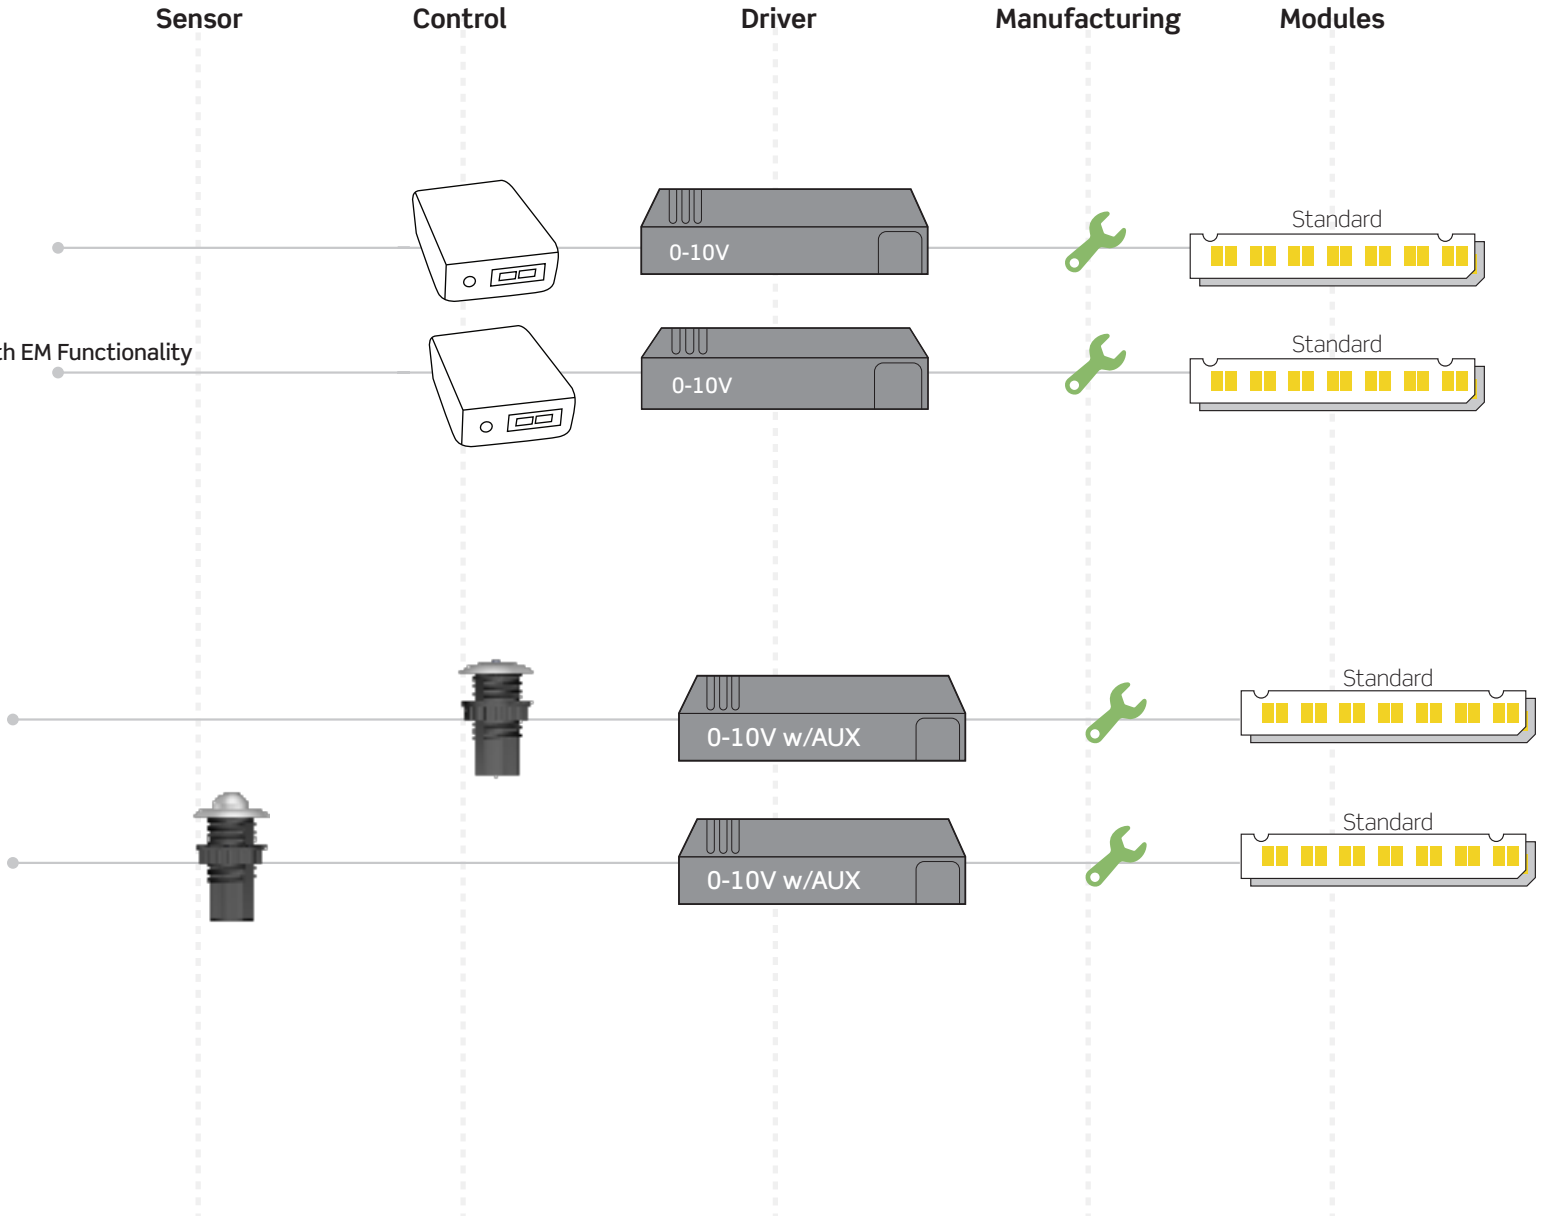 Sensor Control Driver Manufacturing Modules
Standard
0-10V
EM Functionality
Standard
0-10V
Standard
0-10V w/AUX
Standard
0-10V w/AUX